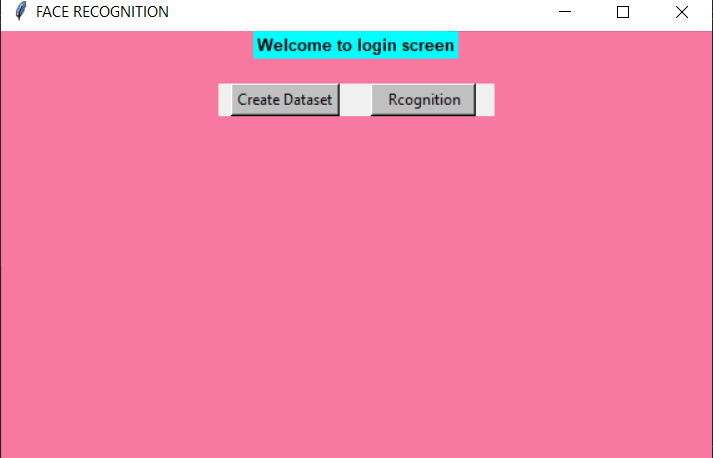 FACE RECOGNITION
Welcome to login screen
Create Dataset Rcognition